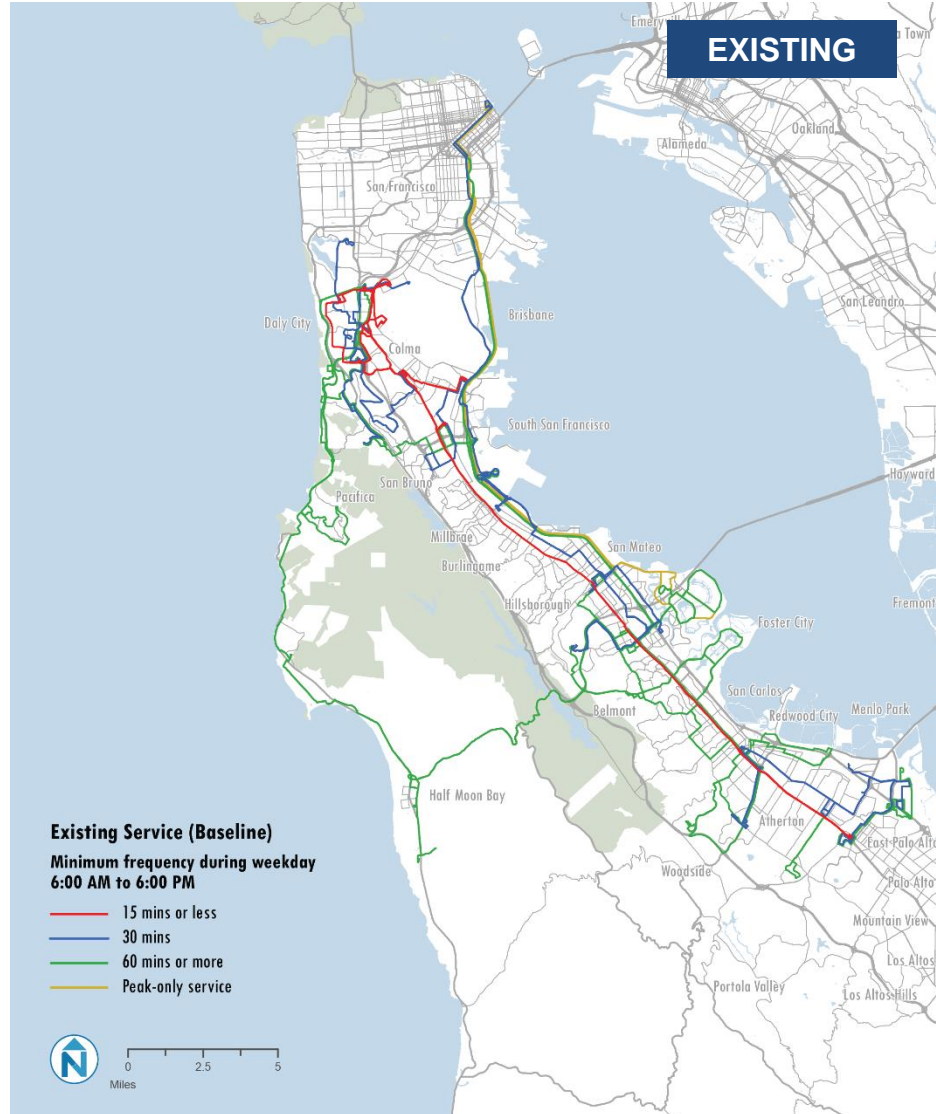 EXISTING
Emeryvill
a Town
Oakland
Alameda
San Francisco
San Leandro
Daly City
Brisbane
Colma
South San Francisco
Hayward
San Bruno
Pacifica
Millbrae
San Mateo
Burlingame
Hillsborough
Fremont
Foster City
San Carlos
Belmont
Redwood City
Menlo Park
Half Moon Bay
Atherton
East Palo Alto
Woodside
Palo Alto
Mountain View
Los Altos
Portola Valley
Los Altos Hills
Existing Service (Baseline)
Minimum frequency during weekday
6:00 AM to 6:00 PM
15 mins or less
30 mins
60 mins or more
Peak-only service
N
0 2.5 5
Miles